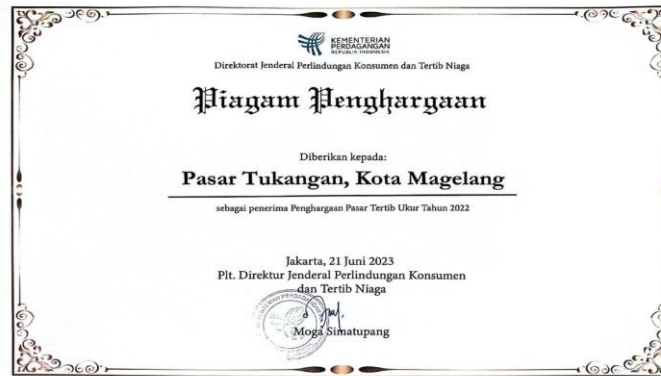 KEMENTERIAN
PERDAGANGAN
REPUBLIK INDONESIA
Direktorat Jenderal Perlindungan Konsumen dan Tertib Niaga
Piagam Penghargaan
Diberikan kepada:
Pasar Tukangan, Kota Magelang
sebagai penerima Penghargaan Pasar Tertib Ukur Tahun 2022
Jakarta, 21 Juni 2023
Plt. Direktur Jenderal Perlindungan Konsumen
dan Tertib Niaga
Moga Simatupang